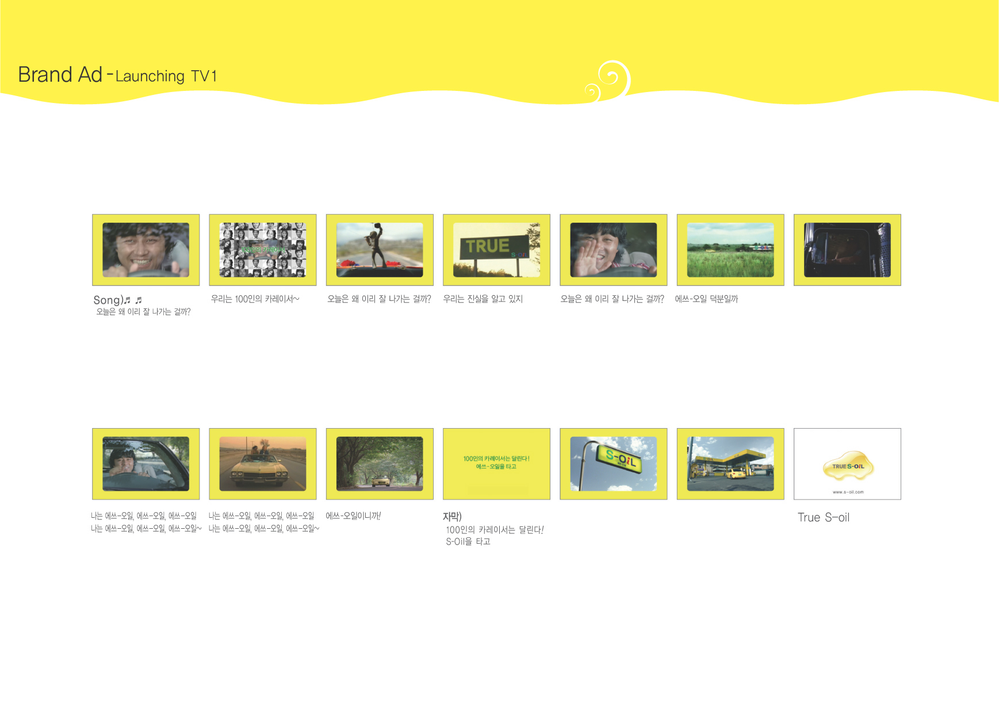 Brand Ad - Launching TV1
100인의 카레이서
TRUE
S-OIL
Song)♬ ♬
오늘은 왜 이리 잘 나가는 걸까?
우리는 100인의 카레이서~
오늘은 왜 이리 잘 나가는 걸까?
우리는 진실을 알고 있지
오늘은 왜 이리 잘 나가는 걸까?
에쓰-오일 덕분일까
100인의 카레이서는 달린다!
에쓰-오일을 타고
S-OiL
S-OIL
TRUE S-OiL
www.s-oil.com
나는 에쓰-오일, 에쓰-오일, 에쓰-오일
나는 에쓰-오일, 에쓰-오일, 에쓰-오일~
나는 에쓰-오일, 에쓰-오일, 에쓰-오일
나는 에쓰-오일, 에쓰-오일, 에쓰-오일~
에쓰-오일이니까!
자막)
100인의 카레이서는 달린다!
S-Oil을 타고
True S-oil